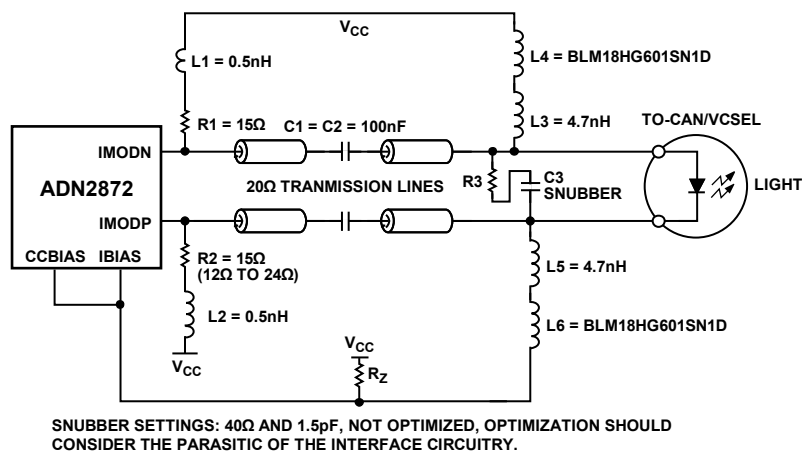 VCC
L1 = 0.5nH
L4 = BLM18HG601SN1D
R1 = 15Ω
C1 = C2 = 100nF
L3 = 4.7nH
TO-CAN/VCSEL
IMODN
ADN2872
R3
C3
SNUBBER
20Ω TRANMISSION LINES
LIGHT
IMODP
CCBIAS
IBIAS
R2 = 15Ω
(12Ω TO 24Ω)
L5 = 4.7nH
L2 = 0.5nH
L6 = BLM18HG601SN1D
VCC
VCC
RZ
SNUBBER SETTINGS: 40Ω AND 1.5pF, NOT OPTIMIZED, OPTIMIZATION SHOULD
CONSIDER THE PARASITIC OF THE INTERFACE CIRCUITRY.